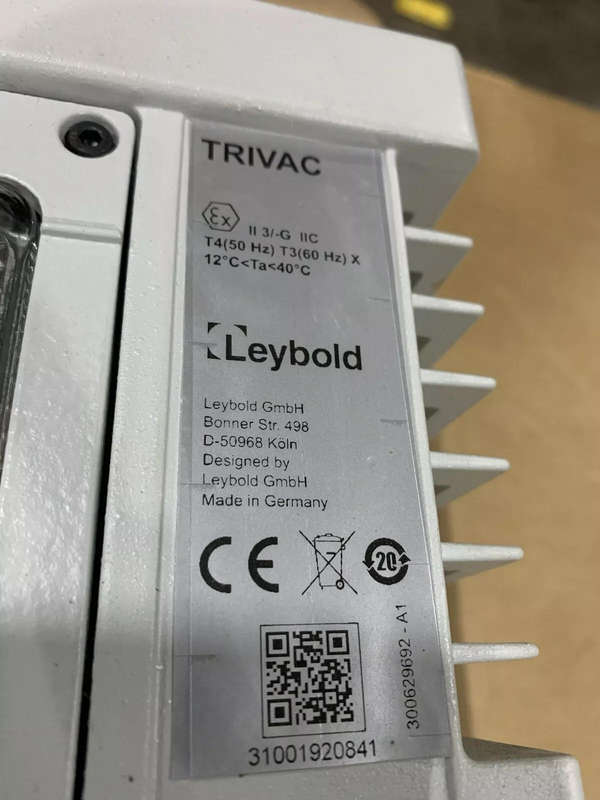 TRIVAC
Ex II 3/-G IIC
T4(50 Hz) T3(60 Hz) X
12°C<Ta<40°C
Leybold
Leybold GmbH
Bonner Str. 498
D-50968 Köln
Designed by
Leybold GmbH
Made in Germany
CE
20
300629692 - A1
31001920841